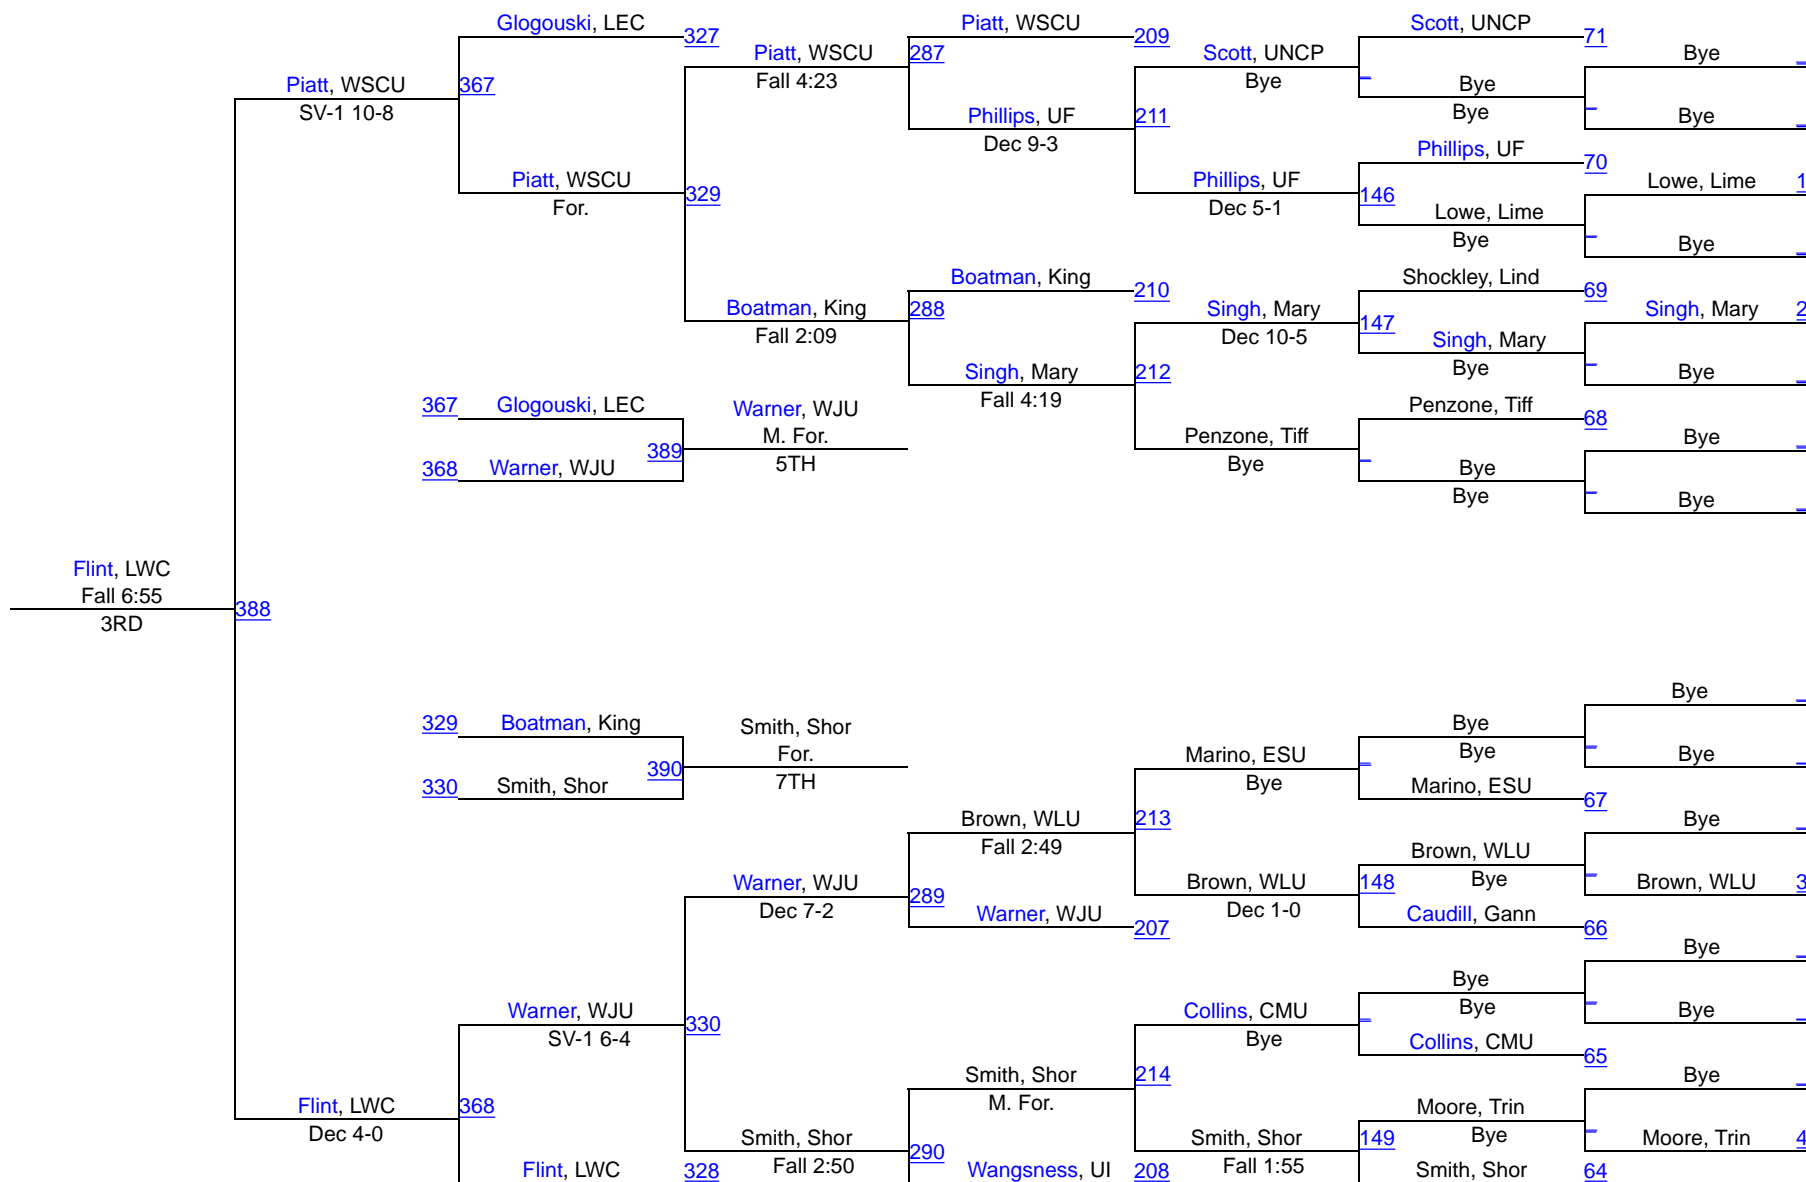 Glogouski, LEC
327
Piatt, WSCU
SV-1 10-8
367
Piatt, WSCU
For.
329
Piatt, WSCU
Fall 4:23
287
Piatt, WSCU
209
Phillips, UF
Dec 9-3
211
Scott, UNCP
Bye
Scott, UNCP
71
Bye
Bye
Bye
Bye
Phillips, UF
Dec 5-1
146
Phillips, UF
70
Lowe, Lime
Bye
Lowe, Lime
1
Bye
Boatman, King
Fall 2:09
288
Boatman, King
210
Singh, Mary
Fall 4:19
212
Singh, Mary
Dec 10-5
147
Shockley, Lind
69
Singh, Mary
Bye
Singh, Mary
2
Bye
Penzone, Tiff
Bye
Penzone, Tiff
68
Bye
Bye
Bye
Bye
367
Glogouski, LEC
368
Warner, WJU
389
Warner, WJU
M. For.
5TH
Flint, LWC
Fall 6:55
3RD
388
329
Boatman, King
330
Smith, Shor
390
Smith, Shor
For.
7TH
Marino, ESU
Bye
Bye
Bye
Bye
Bye
Marino, ESU
67
Brown, WLU
Fall 2:49
213
Brown, WLU
Dec 1-0
148
Brown, WLU
Bye
Bye
Brown, WLU
3
Caudill, Gann
66
Warner, WJU
Dec 7-2
289
Warner, WJU
207
Warner, WJU
SV-1 6-4
330
Collins, CMU
Bye
Bye
Bye
Bye
Bye
Collins, CMU
65
Smith, Shor
M. For.
214
Flint, LWC
Dec 4-0
368
Flint, LWC
328
Smith, Shor
Fall 2:50
290
Wangsness, UI
208
Smith, Shor
Fall 1:55
149
Moore, Trin
Bye
Bye
Moore, Trin
4
Smith, Shor
64